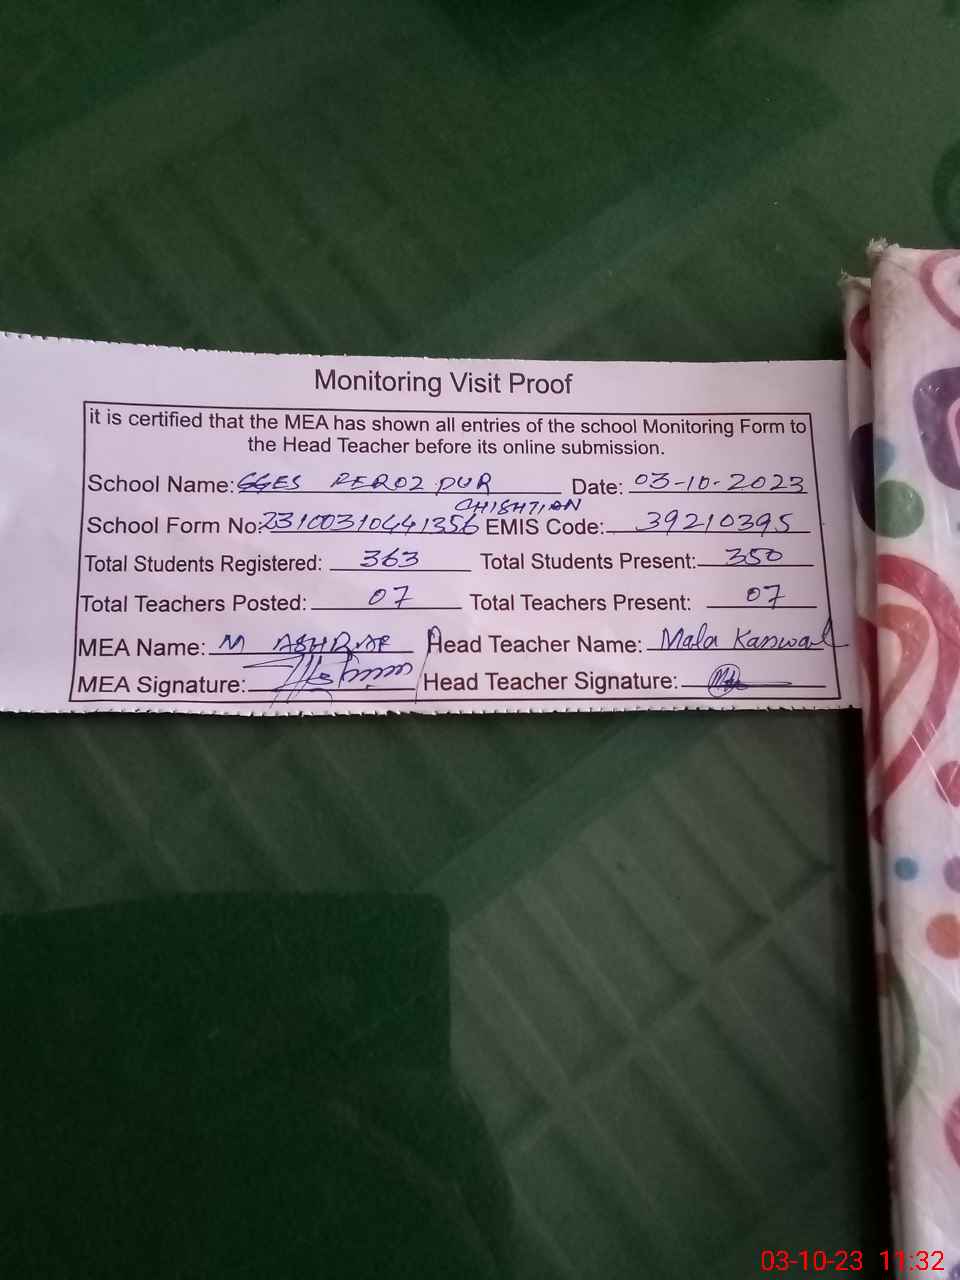 Monitoring Visit Proof
it is certified that the MEA has shown all entries of the school Monitoring Form to
the Head Teacher before its online submission.
School Name: GGES FEROZ PUR Date: 03-10-2023
CHISHTIAN
School Form No: 23100310441356 EMIS Code: 39210395
Total Students Registered: 363 Total Students Present: 350
Total Teachers Posted: 07 Total Teachers Present: 07
MEA Name: M ASHRAF Head Teacher Name: Mala Kanwal
MEA Signature: Head Teacher Signature:
03-10-23 11:32